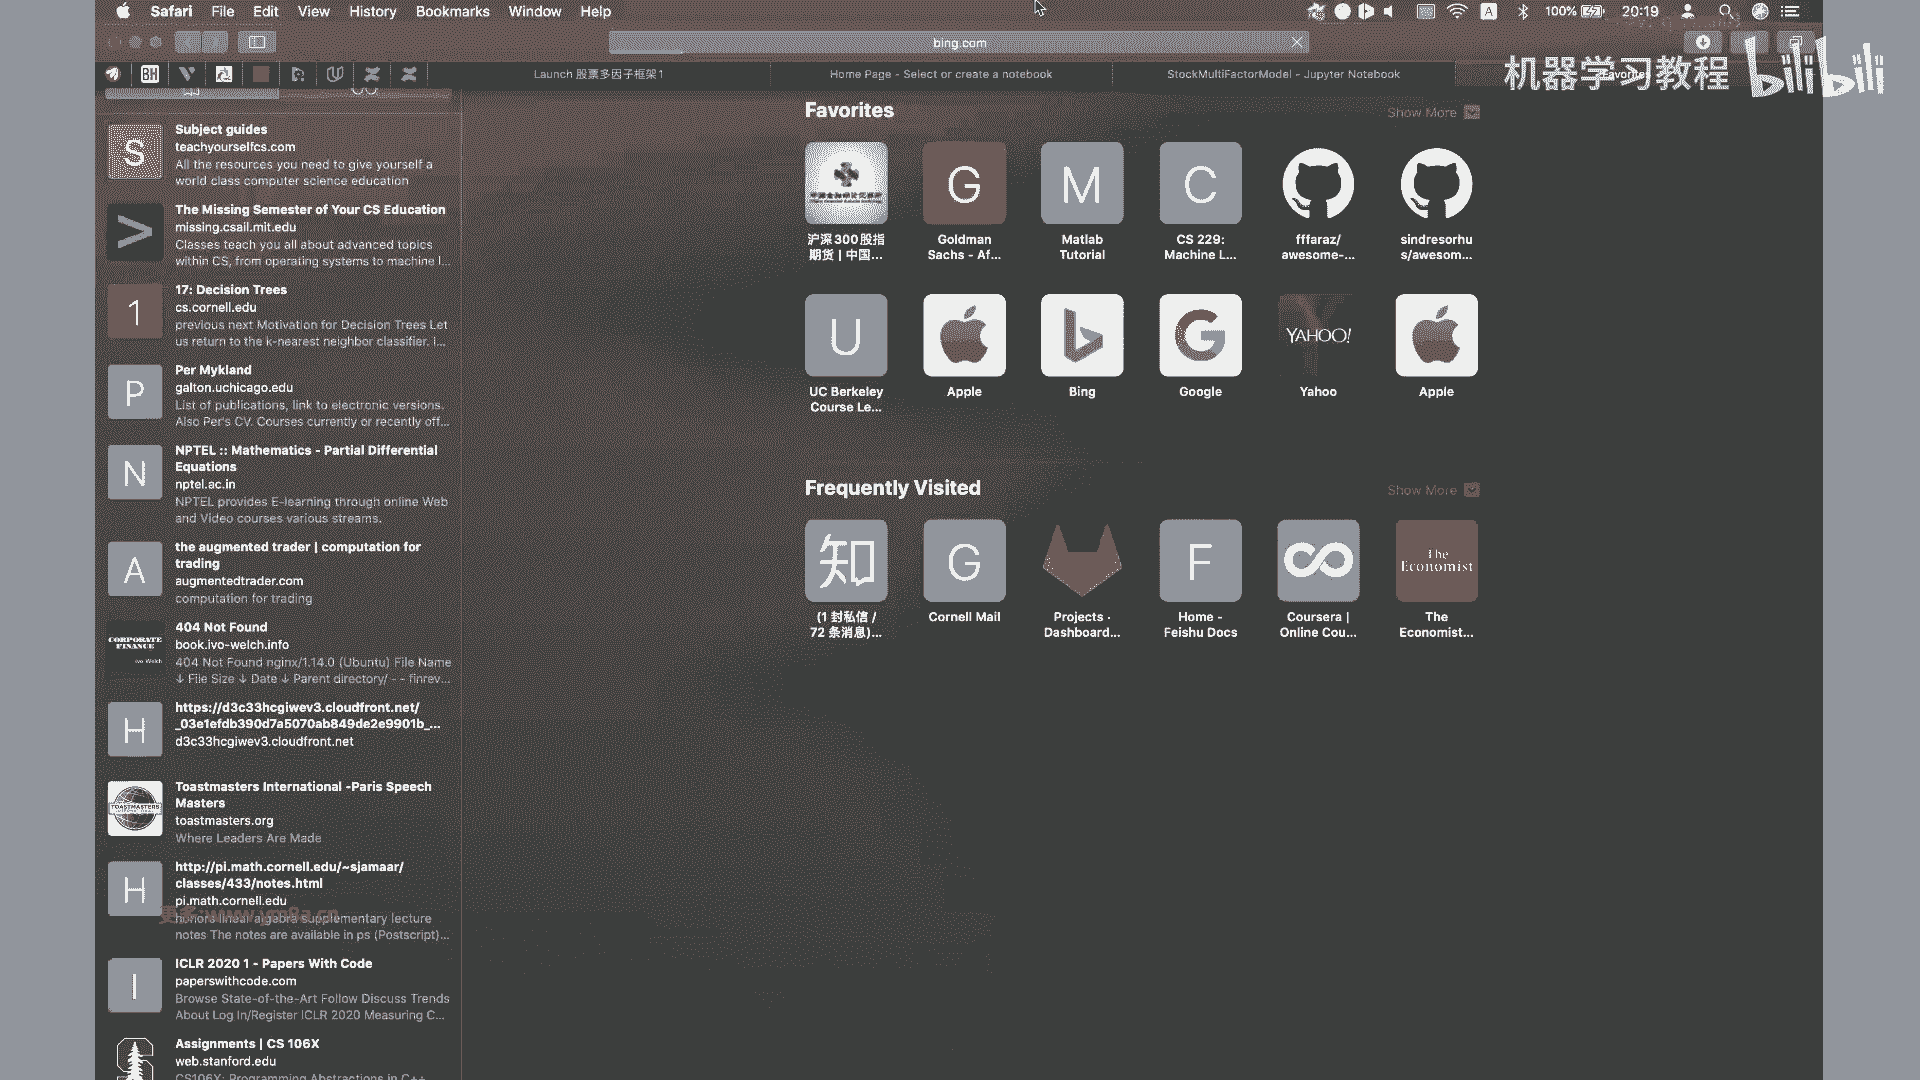 Safari File Edit View History Bookmarks Window Help
A 100% 20:19
bing.com
BH
Launch 股票多因子框架1
Home Page - Select or create a notebook
StockMultiFactorModel - Jupyter Notebook
机器学习教程 bilibili
S
Subject guides
teachyourselfcs.com
All the resources you need to give yourself a
world class computer science education
The Missing Semester of Your CS Education
missing.csail.mit.edu
Classes teach you all about advanced topics
within CS, from operating systems to machine l...
1
17: Decision Trees
cs.cornell.edu
previous next Motivation for Decision Trees Let
us return to the k-nearest neighbor classifier. I...
P
Per Mykland
galton.uchicago.edu
List of publications, link to electronic versions.
Also Per's CV. Courses currently or recently off...
N
NPTEL :: Mathematics - Partial Differential
Equations
nptel.ac.in
NPTEL provides E-learning through online Web
and Video courses various streams.
A
the augmented trader | computation for
trading
augmentedtrader.com
computation for trading
CORPORATE
FINANCE
Ivo Welch
404 Not Found
book.ivo-welch.info
404 Not Found nginx/1.14.0 (Ubuntu) File Name
↓ File Size ↓ Date ↓ Parent directory/ - - finrev...
H
https://d3c33hcgiwev3.cloudfront.net/
_03e1efdb390d7a5070ab849de2e9901b_...
d3c33hcgiwev3.cloudfront.net
TOASTMASTERS
Toastmasters International -Paris Speech
Masters
toastmasters.org
Where Leaders Are Made
H
http://pi.math.cornell.edu/~sjamaar/
classes/433/notes.html
pi.math.cornell.edu
honors linear algebra supplementary lecture
notes The notes are available in ps (Postscript)...
I
ICLR 2020 1 - Papers With Code
paperswithcode.com
Browse State-of-the-Art Follow Discuss Trends
About Log In/Register ICLR 2020 Measuring C...
Assignments | CS 106X
web.stanford.edu
CS106X: Programming Abstractions in C++
Favorites
Show More
G
M
C
沪深300股指
期货 | 中国...
Goldman
Sachs - Af...
Matlab
Tutorial
CS 229:
Machine L...
fffaraz/
awesome-...
sindresorhu
s/awesom...
U
G
YAHOO!
UC Berkeley
Course Le...
Apple
Bing
Google
Yahoo
Apple
Frequently Visited
Show More
知
G
F
The
Economist
(1 封私信 /
72 条消息)...
Cornell Mail
Projects ·
Dashboard...
Home -
Feishu Docs
Coursera |
Online Cou...
The
Economist...